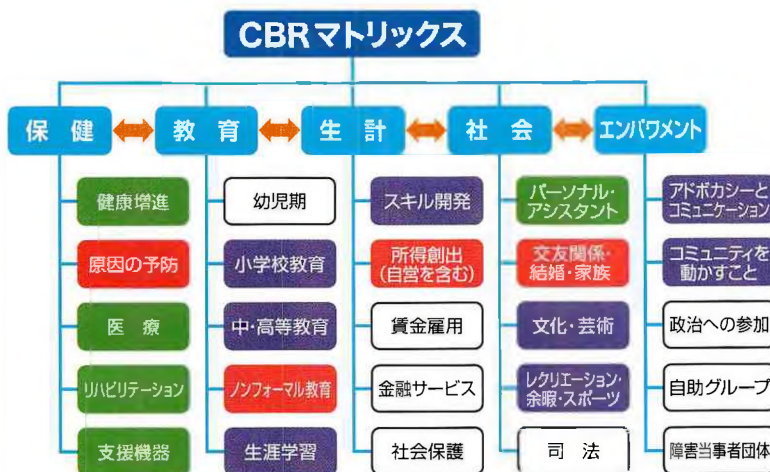 CBRマトリックス
保健
教育
生計
社会
エンパワメント
健康増進
原因の予防
医療
リハビリテーション
支援機器
幼児期
小学校教育
中・高等教育
ノンフォーマル教育
生涯学習
スキル開発
所得創出
(自営を含む)
賃金雇用
金融サービス
社会保護
パーソナル・
アシスタント
交友関係・
結婚・家族
文化・芸術
レクリエーション・
余暇・スポーツ
司法
アドボカシーと
コミュニケーション
コミュニティを
動かすこと
政治への参加
自助グループ
障害当事者団体